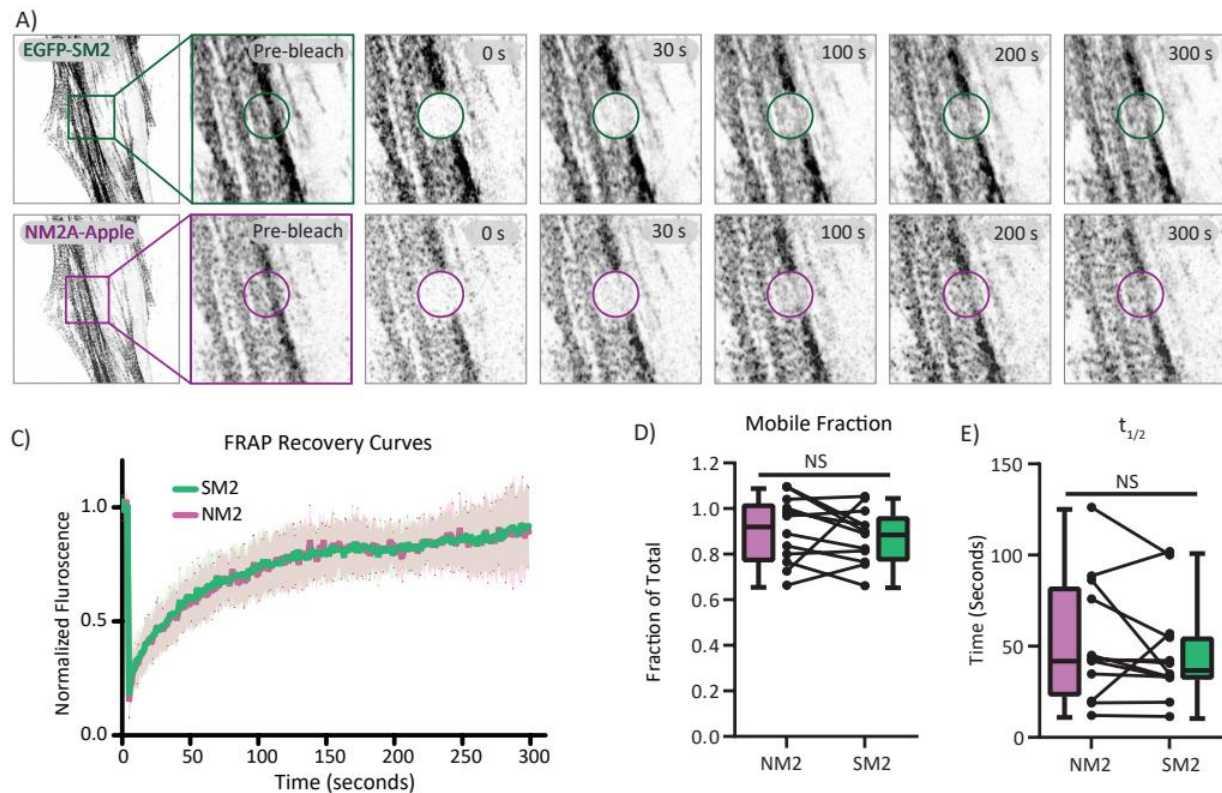 A)
EGFP-SM2
Pre-bleach
0 s
30 s
100 s
200 s
300 s
NM2A-Apple
Pre-bleach
0 s
30 s
100 s
200 s
300 s
C)
FRAP Recovery Curves
SM2
NM2
Normalized Fluroscence
1.0
0.5
0.0
0
50
100
150
200
250
300
Time (seconds)
D)
Mobile Fraction
NS
Fraction of Total
1.2
1.0
0.8
0.6
0.4
0.2
0.0
NM2
SM2
E)
t1/2
NS
Time (Seconds)
150
100
50
0
NM2
SM2